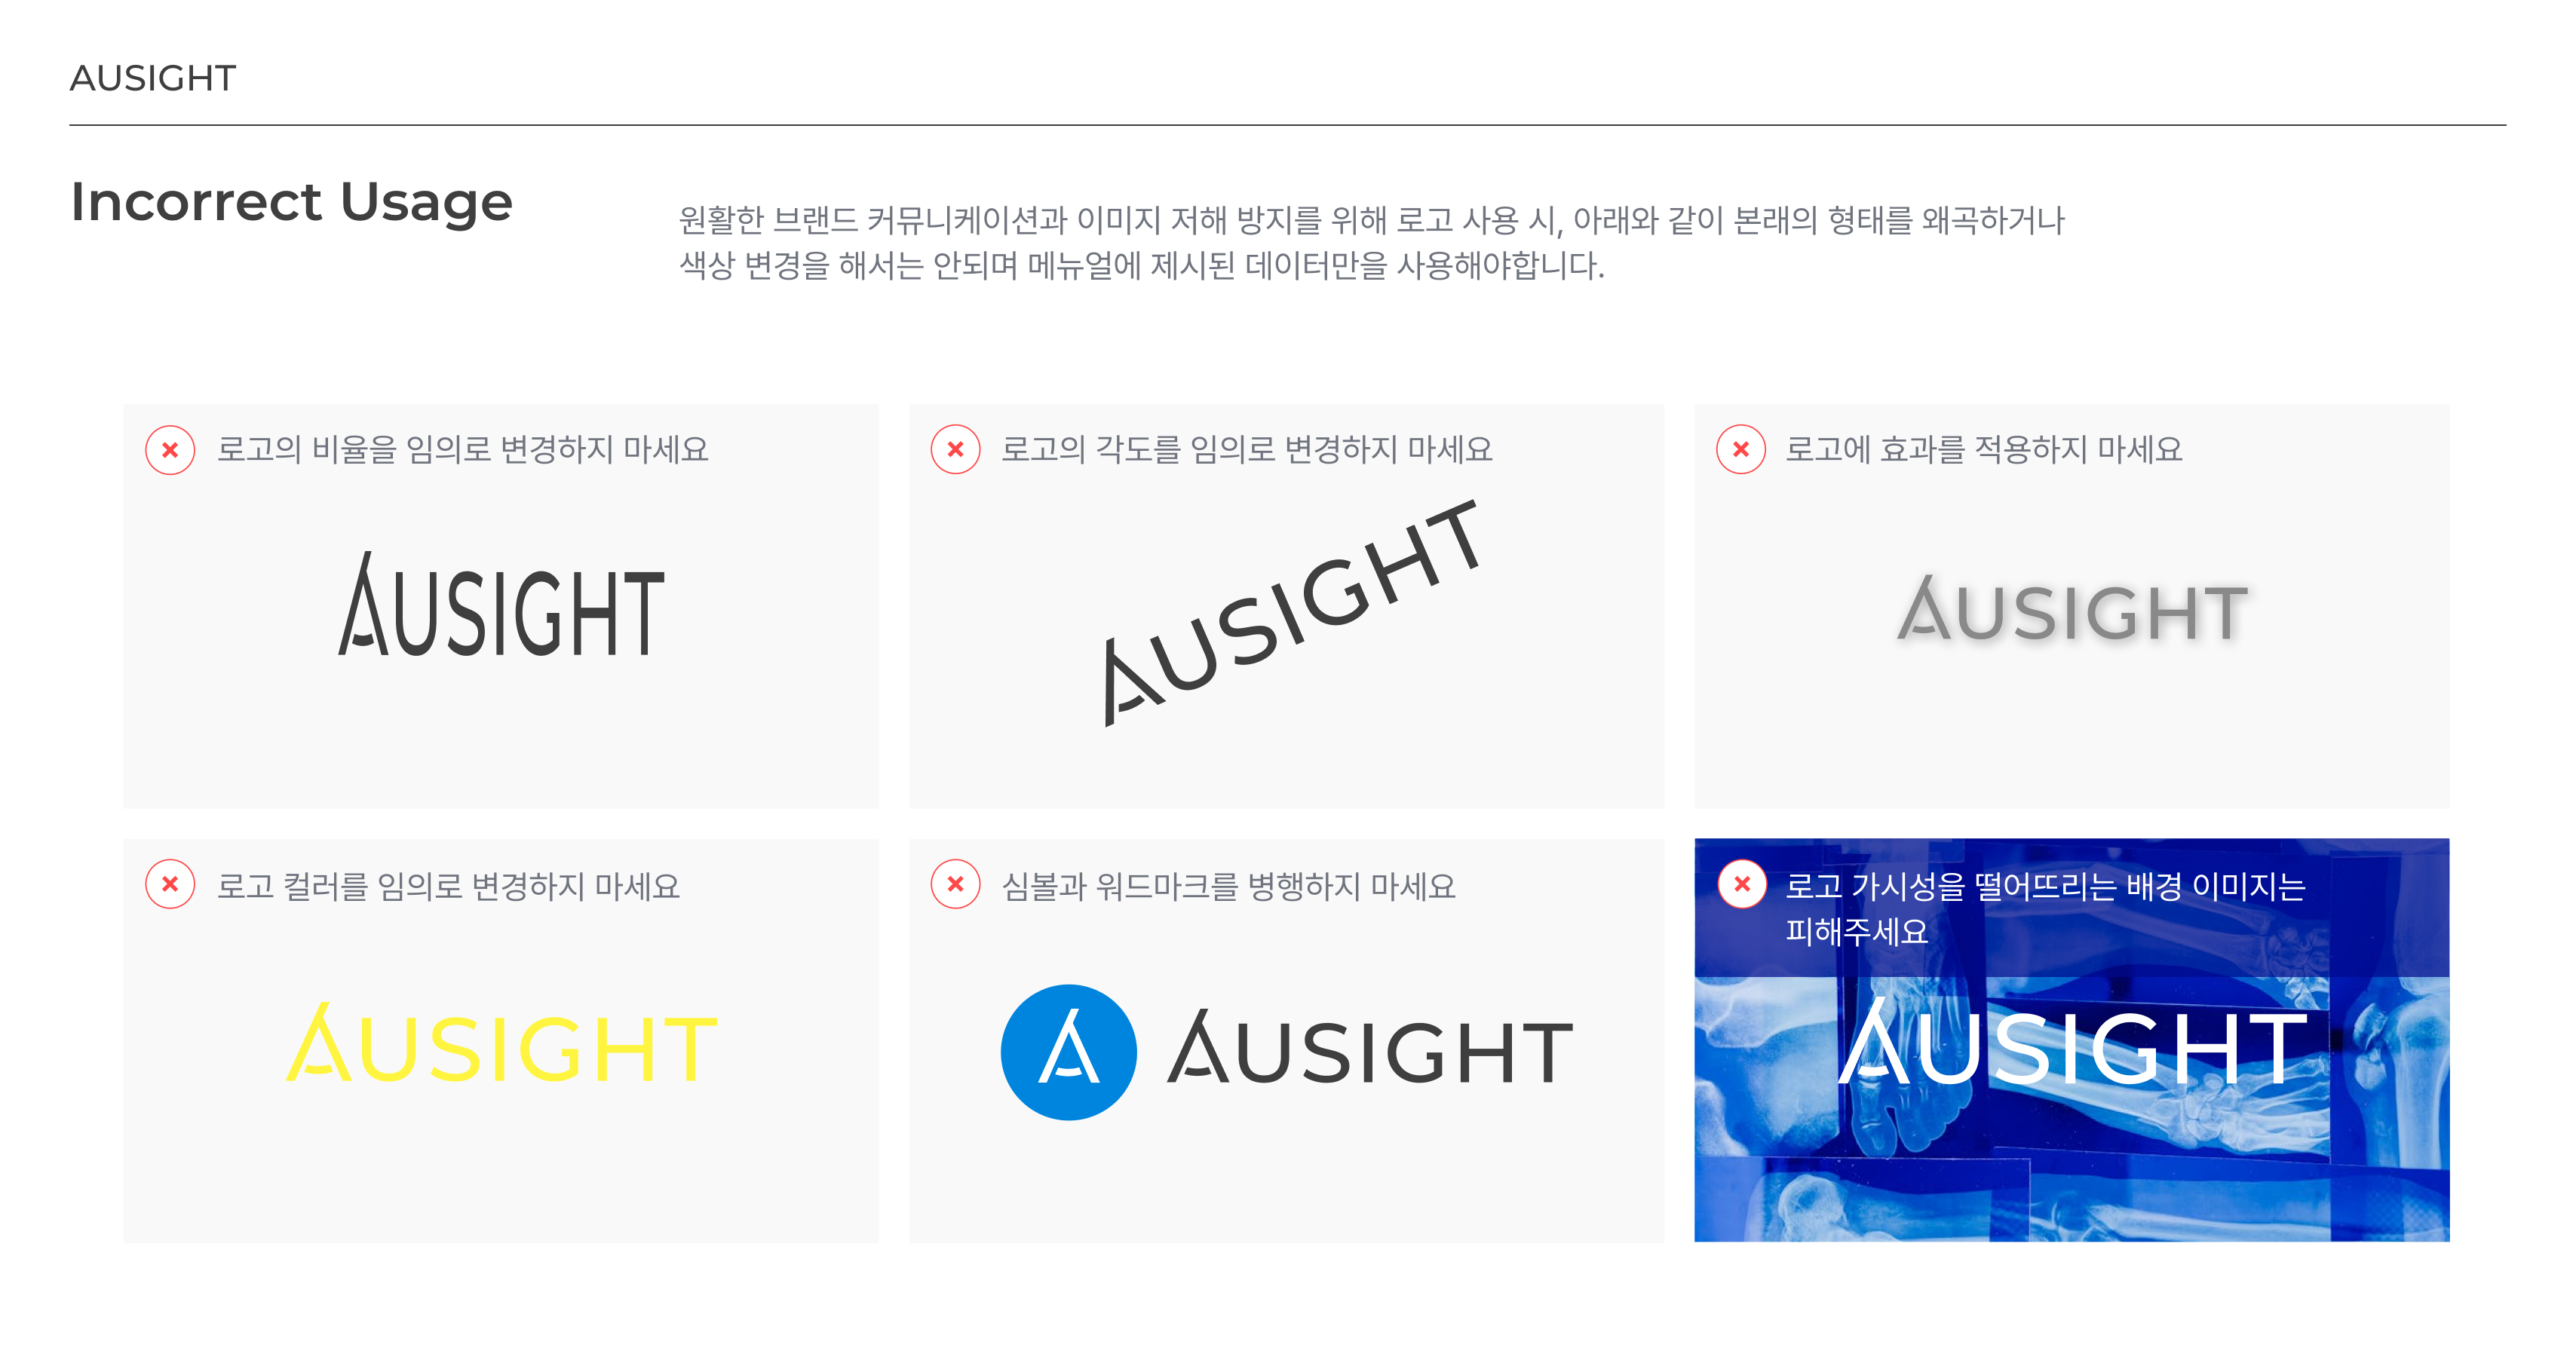 AUSIGHT
Incorrect Usage
원활한 브랜드 커뮤니케이션과 이미지 저해 방지를 위해 로고 사용 시, 아래와 같이 본래의 형태를 왜곡하거나
색상 변경을 해서는 안되며 메뉴얼에 제시된 데이터만을 사용해야합니다.
로고의 비율을 임의로 변경하지 마세요
AUSIGHT
로고의 각도를 임의로 변경하지 마세요
AUSIGHT
로고에 효과를 적용하지 마세요
AUSIGHT
로고 컬러를 임의로 변경하지 마세요
AUSIGHT
심볼과 워드마크를 병행하지 마세요
A AUSIGHT
로고 가시성을 떨어뜨리는 배경 이미지는
피해주세요
AUSIGHT